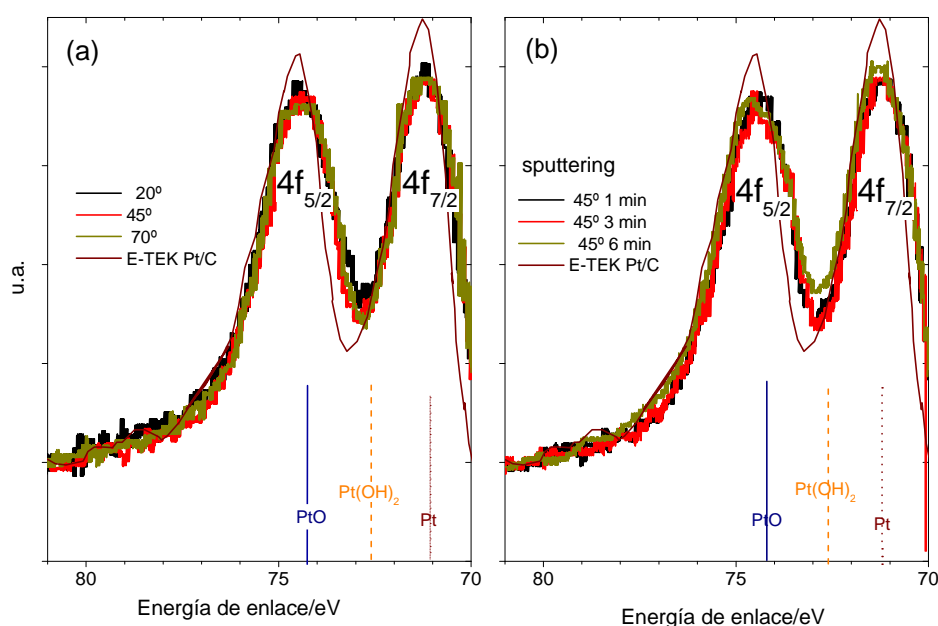 (a)
4f5/2
4f7/2
20º
45º
70º
E-TEK Pt/C
u.a.
PtO
Pt(OH)2
Pt
80
75
70
Energía de enlace/eV
(b)
sputtering
4f5/2
4f7/2
45º 1 min
45º 3 min
45º 6 min
E-TEK Pt/C
Pt(OH)2
PtO
Pt
80
75
70
Energía de enlace/eV